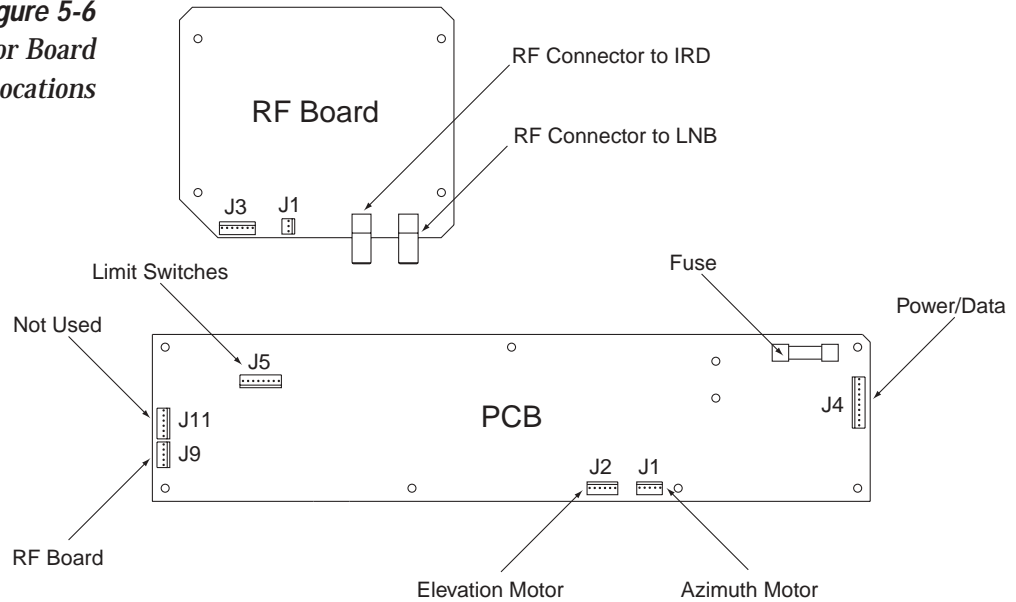 gure 5-6
or Board
ocations
RF Connector to IRD
RF Board
RF Connector to LNB
J3
J1
Limit Switches
Fuse
Not Used
Power/Data
J5
J11
PCB
J4
J9
J2
J1
RF Board
Elevation Motor
Azimuth Motor